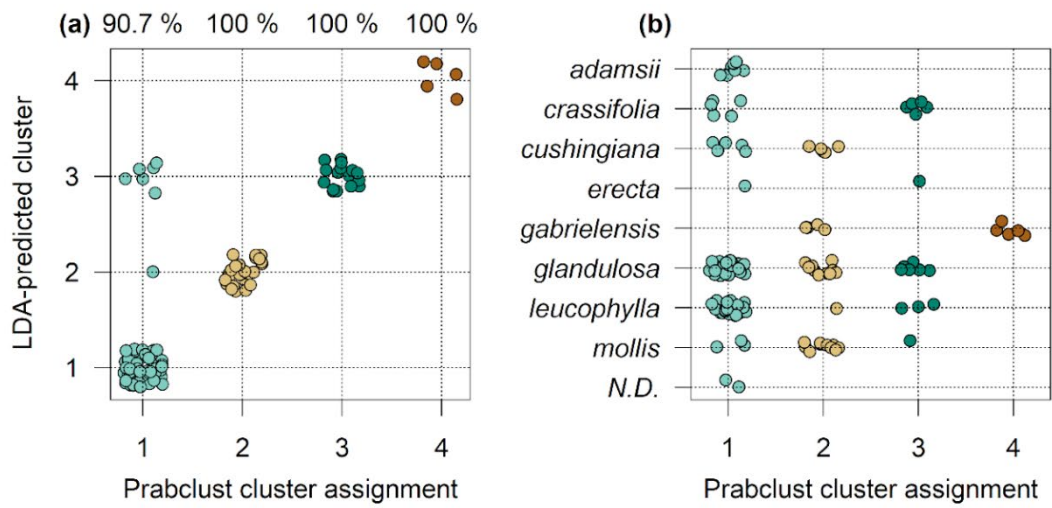 (a) 90.7 % 100 % 100 % 100 %
LDA-predicted cluster
4
3
2
1
1 2 3 4
Prabclust cluster assignment
(b)
adamsii
crassifolia
cushingiana
erecta
gabrielensis
glandulosa
leucophylla
mollis
N.D.
1 2 3 4
Prabclust cluster assignment